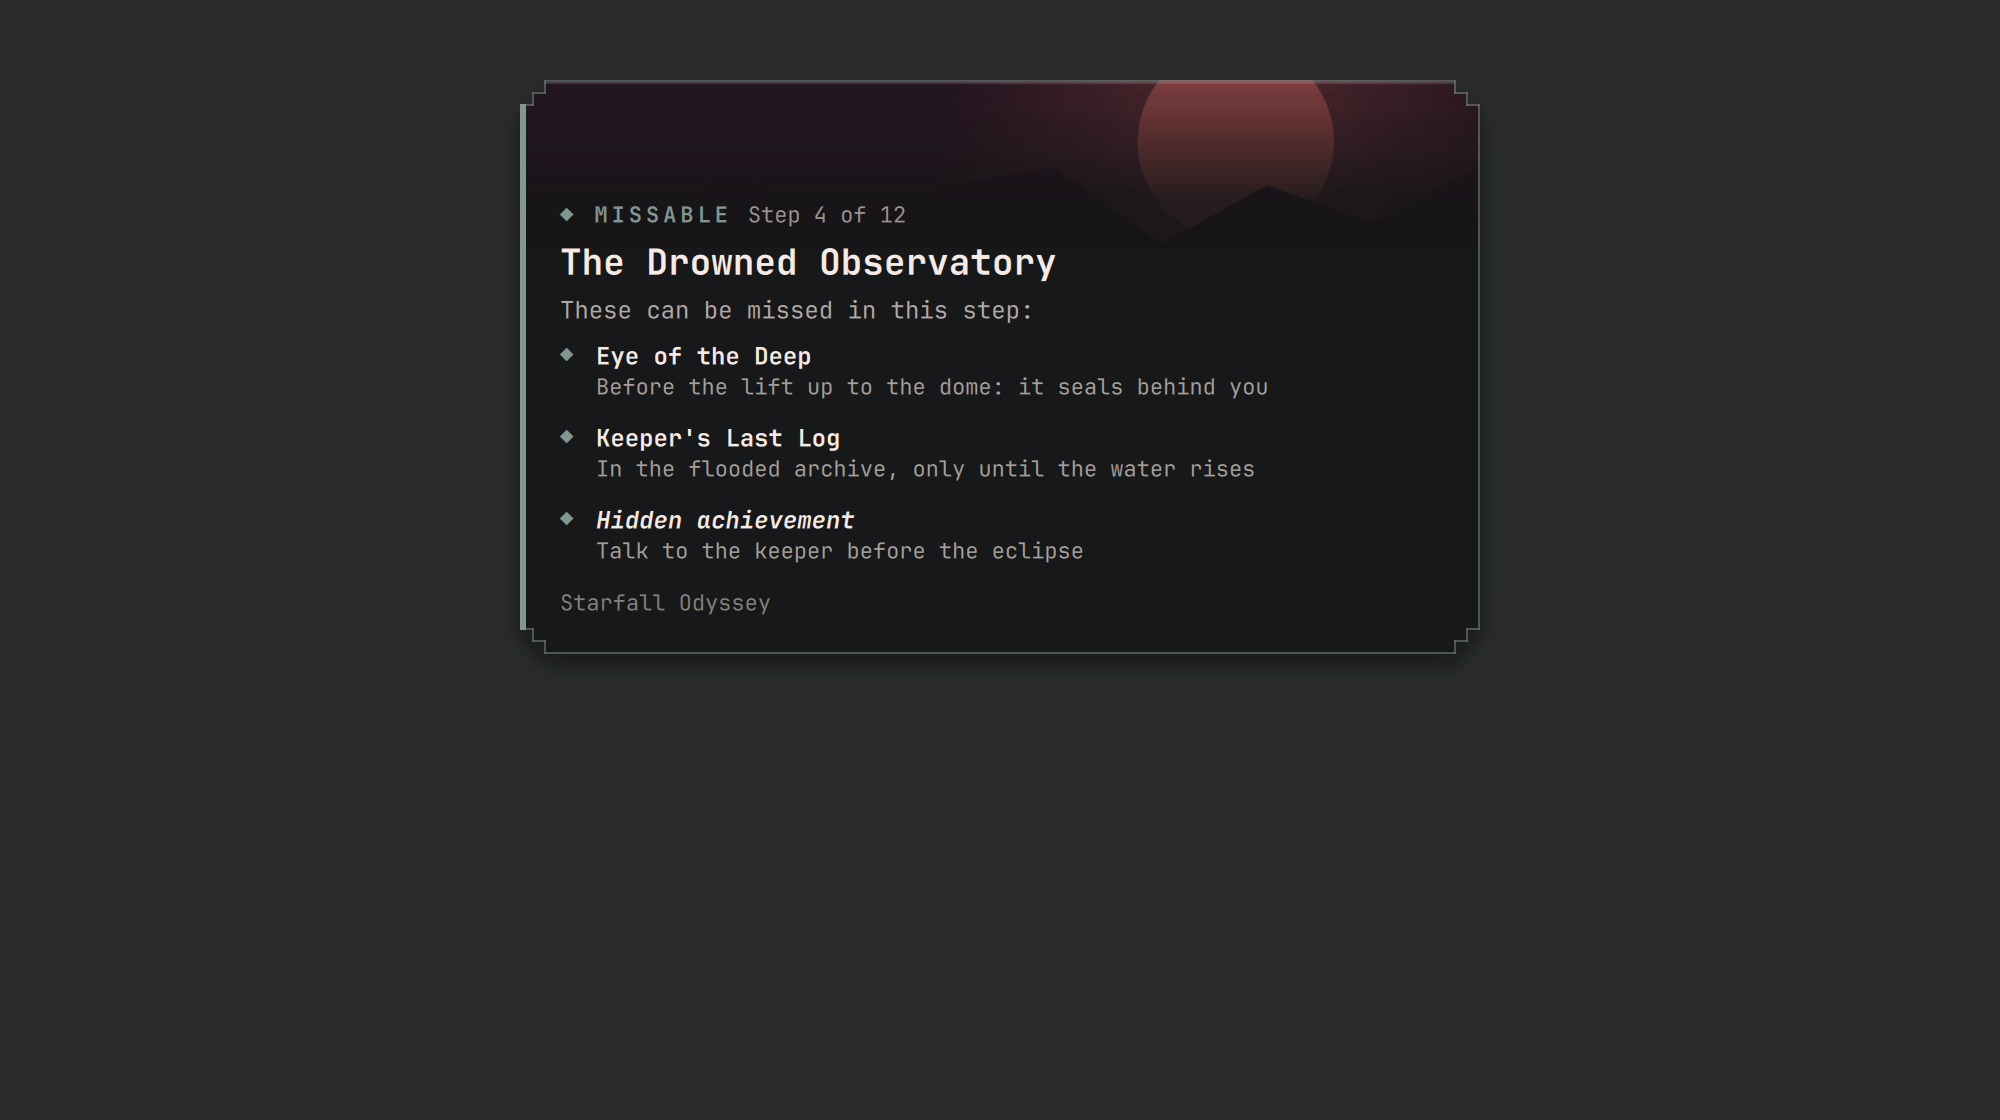 MISSABLE Step 4 of 12
The Drowned Observatory
These can be missed in this step:
Eye of the Deep
Before the lift up to the dome: it seals behind you
Keeper's Last Log
In the flooded archive, only until the water rises
Hidden achievement
Talk to the keeper before the eclipse
Starfall Odyssey